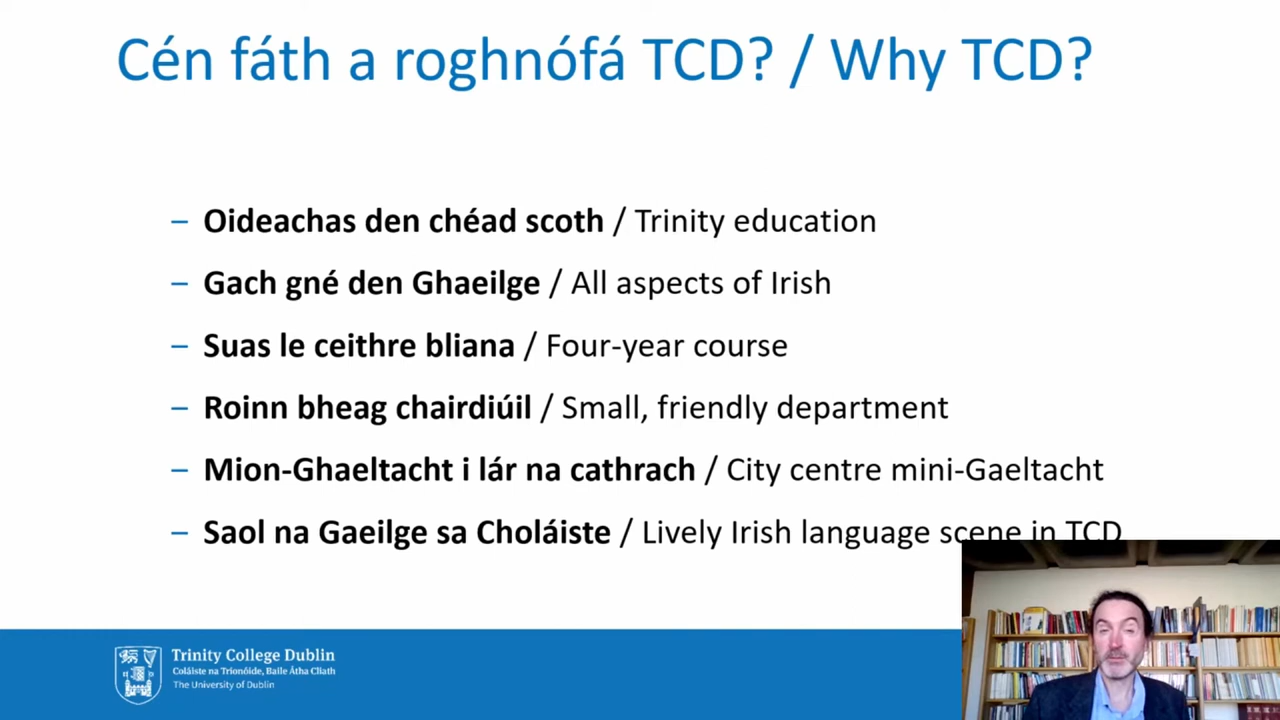 Cén fáth a roghnófá TCD? / Why TCD?
– Oideachas den chéad scoth / Trinity education
– Gach gné den Ghaeilge / All aspects of Irish
– Suas le ceithre bliana / Four-year course
– Roinn bheag chairdiúil / Small, friendly department
– Mion-Ghaeltacht i lár na cathrach / City centre mini-Gaeltacht
– Saol na Gaeilge sa Choláiste / Lively Irish language scene in TCD
Trinity College Dublin
Coláiste na Tríonóide, Baile Átha Cliath
The University of Dublin